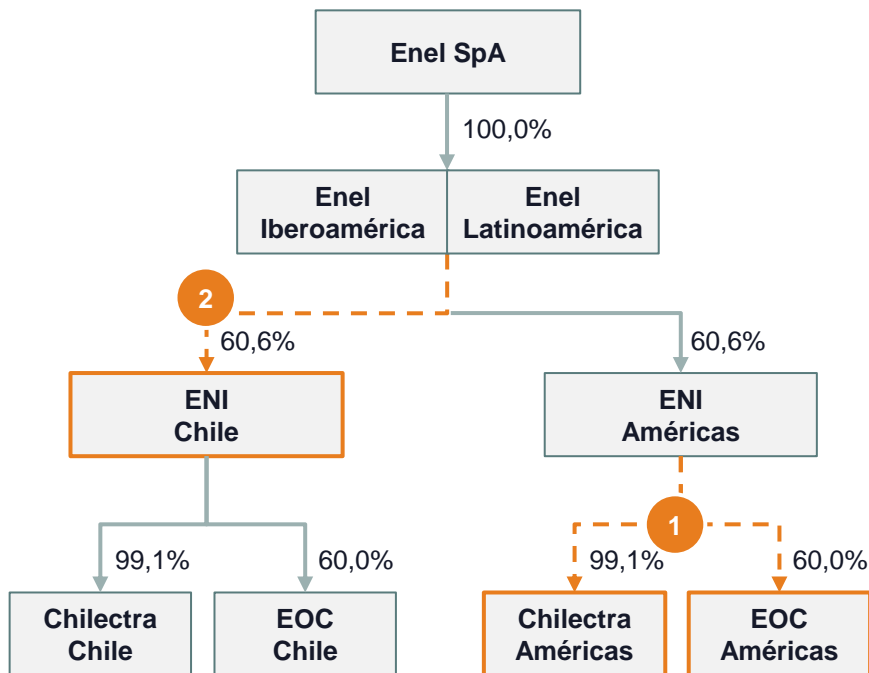 Enel SpA
100,0%
Enel
Iberoamérica
Enel
Latinoamérica
2
60,6%
60,6%
ENI
Chile
ENI
Américas
1
99,1%
60,0%
99,1%
60,0%
Chilectra
Chile
EOC
Chile
Chilectra
Américas
EOC
Américas